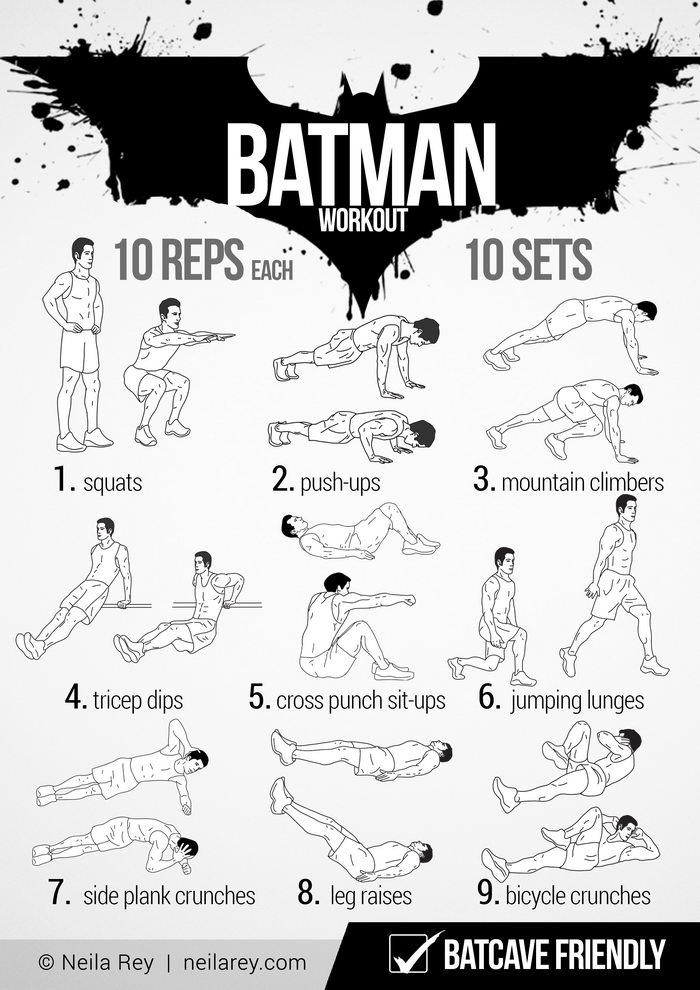 BATMAN
WORKOUT
10 REPS EACH
10 SETS
1. squats
2. push-ups
3. mountain climbers
4. tricep dips
5. cross punch sit-ups
6. jumping lunges
7. side plank crunches
8. leg raises
9. bicycle crunches
© Neila Rey | neilarey.com
BATCAVE FRIENDLY